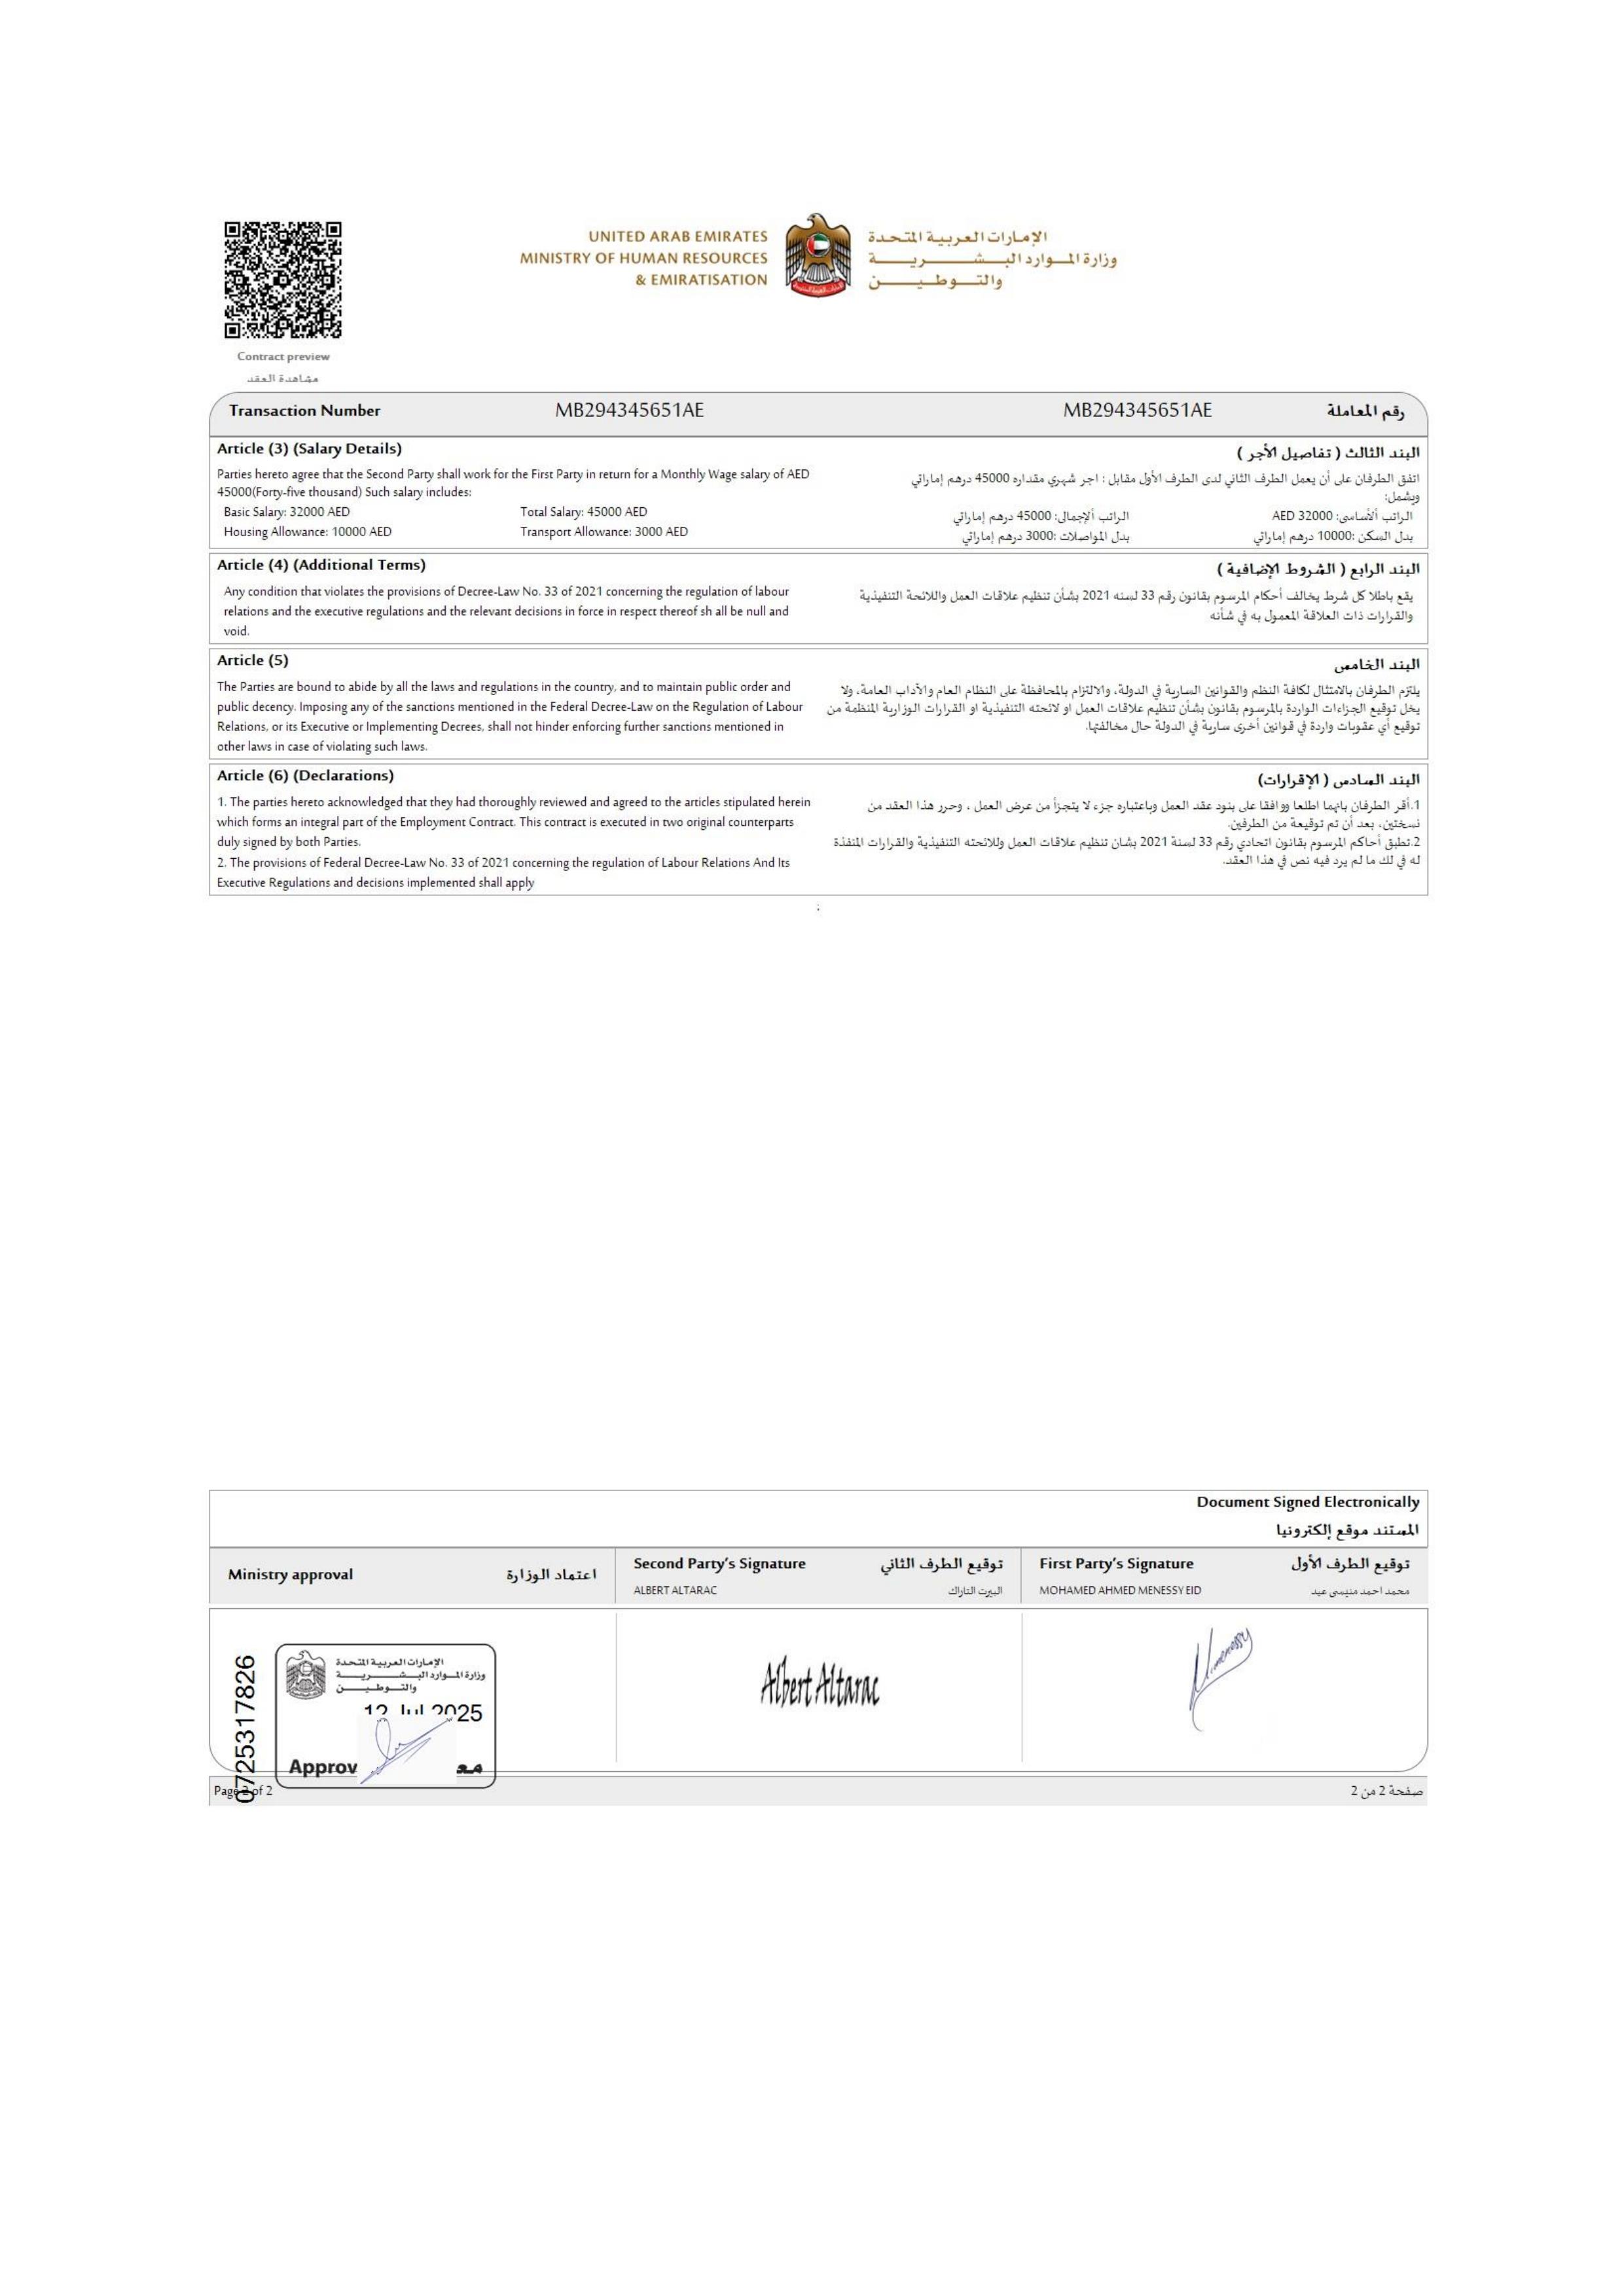 UNITED ARAB EMIRATES
MINISTRY OF HUMAN RESOURCES
& EMIRATISATION
الإمارات العربية المتحدة
وزارة المــوارد البـــشــــريـــــة
والتـــوطـيـــــن
Contract preview
مشاهدة العقد
Transaction Number MB294345651AE
MB294345651AE رقم المعاملة
Article (3) (Salary Details)
Parties hereto agree that the Second Party shall work for the First Party in return for a Monthly Wage salary of AED
45000(Forty-five thousand) Such salary includes:
Basic Salary: 32000 AED Total Salary: 45000 AED
Housing Allowance: 10000 AED Transport Allowance: 3000 AED
البند الثالث ( تفاصيل الأجر )
اتفق الطرفان على أن يعمل الطرف الثاني لدى الطرف الأول مقابل : اجر شهري مقداره 45000 درهم إماراتي
ويشمل:
الراتب ألأساسى: 32000 AED الراتب ألإجمالى: 45000 درهم إماراتي
بدل السكن :10000 درهم إماراتي بدل المواصلات :3000 درهم إماراتي
Article (4) (Additional Terms)
Any condition that violates the provisions of Decree-Law No. 33 of 2021 concerning the regulation of labour
relations and the executive regulations and the relevant decisions in force in respect thereof sh all be null and
void.
البند الرابع ( الشروط الإضافية )
يقع باطلا كل شرط يخالف أحكام المرسوم بقانون رقم 33 لسنه 2021 بشأن تنظيم علاقات العمل واللائحة التنفيذية
والقرارات ذات العلاقة المعمول به في شأنه
Article (5)
The Parties are bound to abide by all the laws and regulations in the country, and to maintain public order and
public decency. Imposing any of the sanctions mentioned in the Federal Decree-Law on the Regulation of Labour
Relations, or its Executive or Implementing Decrees, shall not hinder enforcing further sanctions mentioned in
other laws in case of violating such laws.
البند الخامس
يلتزم الطرفان بالامتثال لكافة النظم والقوانين السارية في الدولة، والالتزام بالمحافظة على النظام العام والأداب العامة، ولا
يخل توقيع الجزاءات الواردة بالمرسوم بقانون بشأن تنظيم علاقات العمل او لائحته التنفيذية او القرارات الوزارية المنظمة من
توقيع أي عقوبات واردة في قوانين أخرى سارية في الدولة حال مخالفتها.
Article (6) (Declarations)
1. The parties hereto acknowledged that they had thoroughly reviewed and agreed to the articles stipulated herein
which forms an integral part of the Employment Contract. This contract is executed in two original counterparts
duly signed by both Parties.
2. The provisions of Federal Decree-Law No. 33 of 2021 concerning the regulation of Labour Relations And Its
Executive Regulations and decisions implemented shall apply
البند السادس ( الإقرارات)
1.أقر الطرفان بانهما اطلعا ووافقا على بنود عقد العمل وباعتباره جزء لا يتجزأ من عرض العمل ، وحرر هذا العقد من
نسختين، بعد أن تم توقيعة من الطرفين.
2.تطبق أحاكم المرسوم بقانون اتحادي رقم 33 لسنة 2021 بشان تنظيم علاقات العمل وللائحته التنفيذية والقرارات المنفذة
له في لك ما لم يرد فيه نص في هذا العقد.
;
Document Signed Electronically
المستند موقع إلكترونيا
Ministry approval اعتماد الوزارة
Second Party's Signature توقيع الطرف الثاني
ALBERT ALTARAC البيرت التاراك
First Party's Signature توقيع الطرف الأول
MOHAMED AHMED MENESSY EID محمد احمد منيسى عيد
0725317826
الإمارات العربية المتحدة
وزارة المــوارد البـــشــــريـــــة
والتـــوطـيـــــن
12 Jul 2025
Approv مع
Albert Altarac
Menessy
Page 2 of 2
صفحة 2 من 2